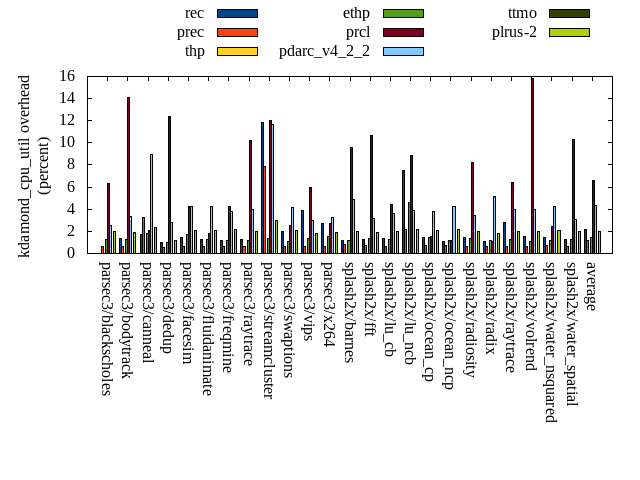 rec
prec
thp
ethp
prcl
pdarc_v4_2_2
ttmo
plrus-2
kdamond_cpu_util overhead
(percent)
16
14
12
10
8
6
4
2
0
parsec3/blackscholes
parsec3/bodytrack
parsec3/canneal
parsec3/dedup
parsec3/facesim
parsec3/fluidanimate
parsec3/freqmine
parsec3/raytrace
parsec3/streamcluster
parsec3/swaptions
parsec3/vips
parsec3/x264
splash2x/barnes
splash2x/fft
splash2x/lu_cb
splash2x/lu_ncb
splash2x/ocean_cp
splash2x/ocean_ncp
splash2x/radiosity
splash2x/radix
splash2x/raytrace
splash2x/volrend
splash2x/water_nsquared
splash2x/water_spatial
average